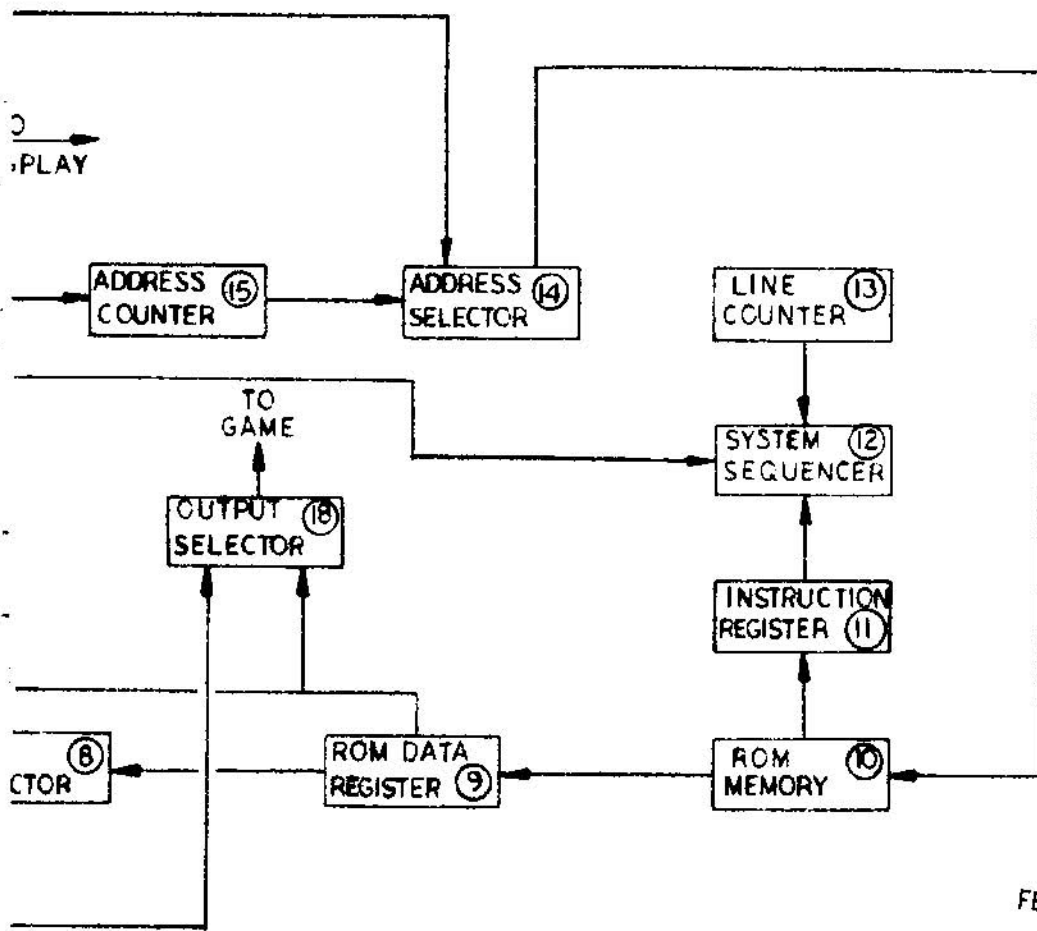 PLAY
ADDRESS 15
COUNTER
ADDRESS 14
SELECTOR
LINE 13
COUNTER
TO
GAME
SYSTEM 12
SEQUENCER
OUTPUT 18
SELECTOR
INSTRUCTION
REGISTER 11
8
CTOR
ROM DATA
REGISTER 9
ROM 10
MEMORY